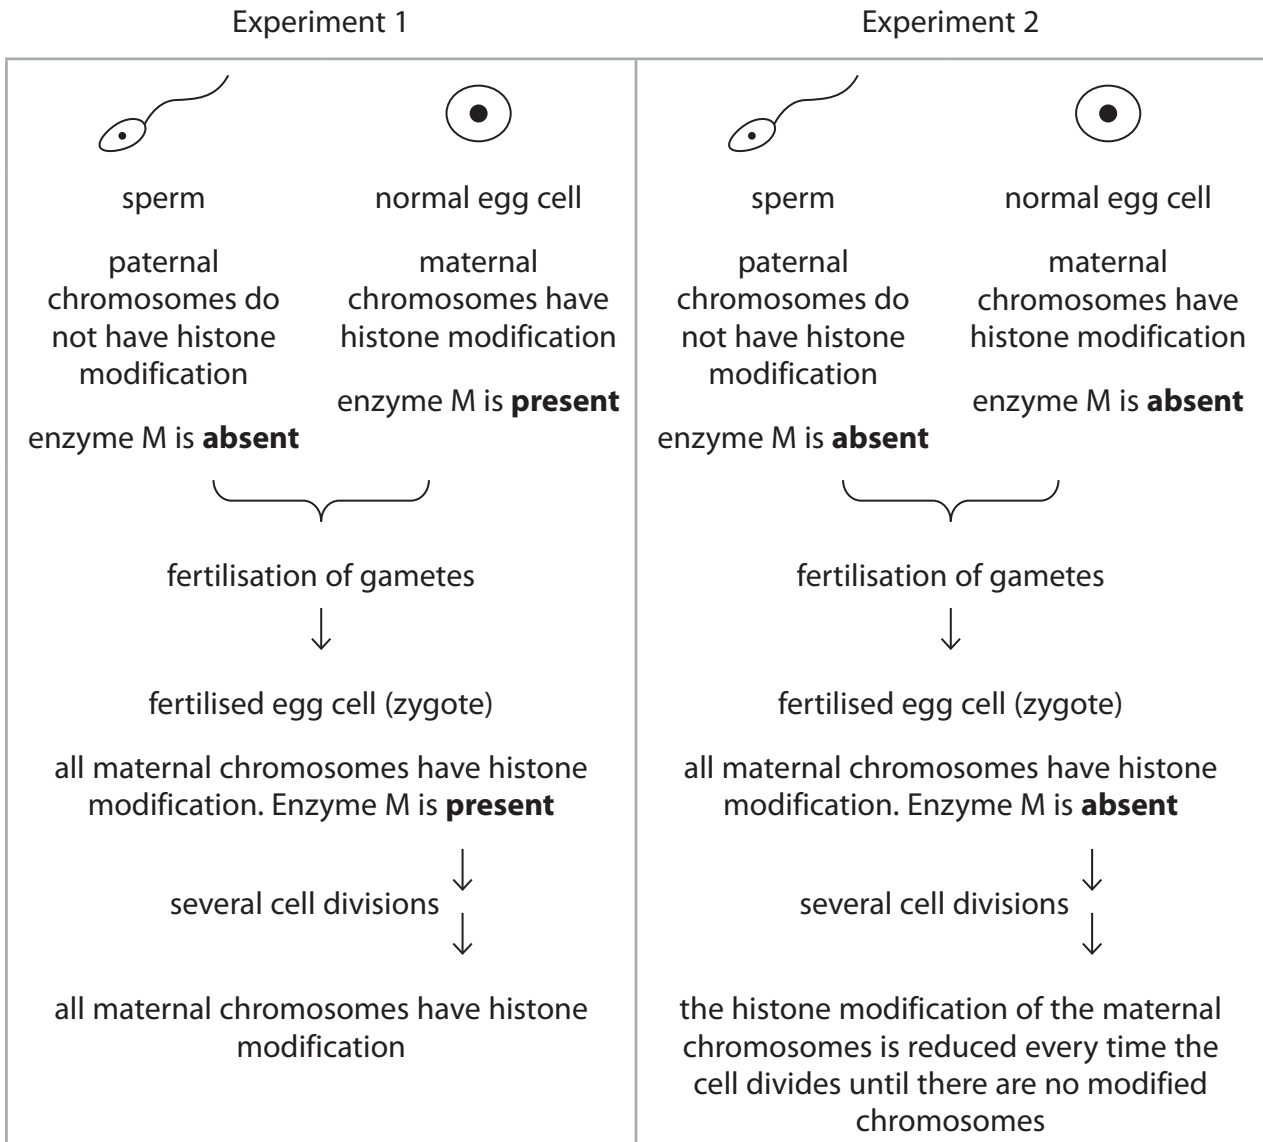 Experiment 1
Experiment 2
sperm
normal egg cell
paternal
chromosomes do
not have histone
modification
maternal
chromosomes have
histone modification
enzyme M is present
enzyme M is absent
fertilisation of gametes
fertilised egg cell (zygote)
all maternal chromosomes have histone
modification. Enzyme M is present
several cell divisions
all maternal chromosomes have histone
modification
sperm
normal egg cell
paternal
chromosomes do
not have histone
modification
maternal
chromosomes have
histone modification
enzyme M is absent
enzyme M is absent
fertilisation of gametes
fertilised egg cell (zygote)
all maternal chromosomes have histone
modification. Enzyme M is absent
several cell divisions
the histone modification of the maternal
chromosomes is reduced every time the
cell divides until there are no modified
chromosomes